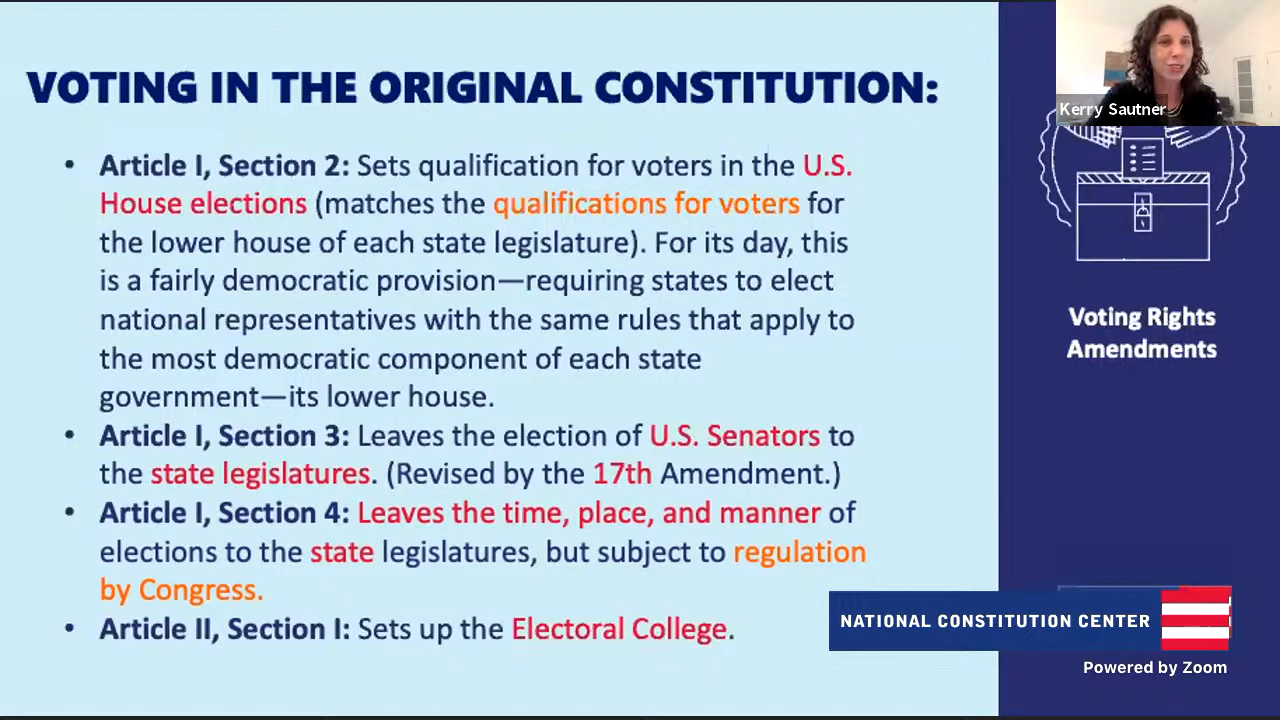 VOTING IN THE ORIGINAL CONSTITUTION:
• Article I, Section 2: Sets qualification for voters in the U.S.
House elections (matches the qualifications for voters for
the lower house of each state legislature). For its day, this
is a fairly democratic provision—requiring states to elect
national representatives with the same rules that apply to
the most democratic component of each state
government—its lower house.
• Article I, Section 3: Leaves the election of U.S. Senators to
the state legislatures. (Revised by the 17th Amendment.)
• Article I, Section 4: Leaves the time, place, and manner of
elections to the state legislatures, but subject to regulation
by Congress.
• Article II, Section I: Sets up the Electoral College.
Kerry Sautner
Voting Rights
Amendments
NATIONAL CONSTITUTION CENTER
Powered by Zoom